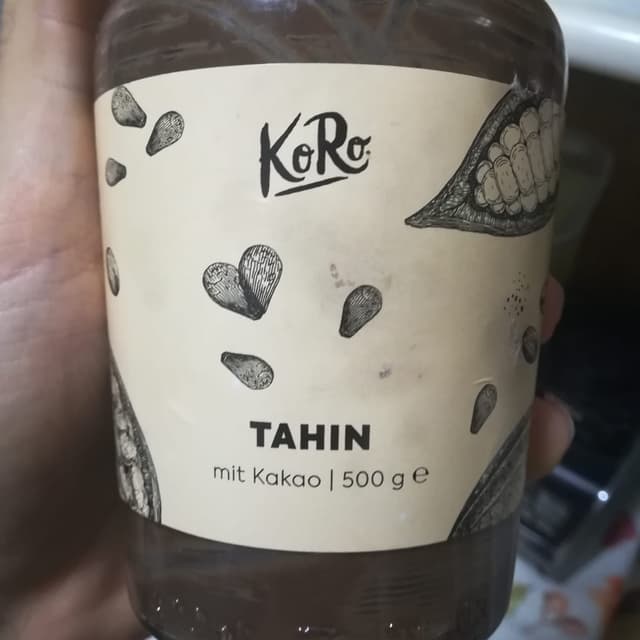 KoRo
TAHIN
mit Kakao | 500 g ℮